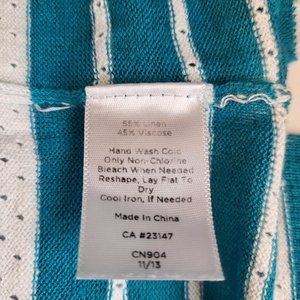 55% Linen
45% Viscose
Hand Wash Cold
Only Non-Chlorine
Bleach When Needed
Reshape, Lay Flat To
Dry
Cool Iron, If Needed
Made In China
CA #23147
CN904
11/13